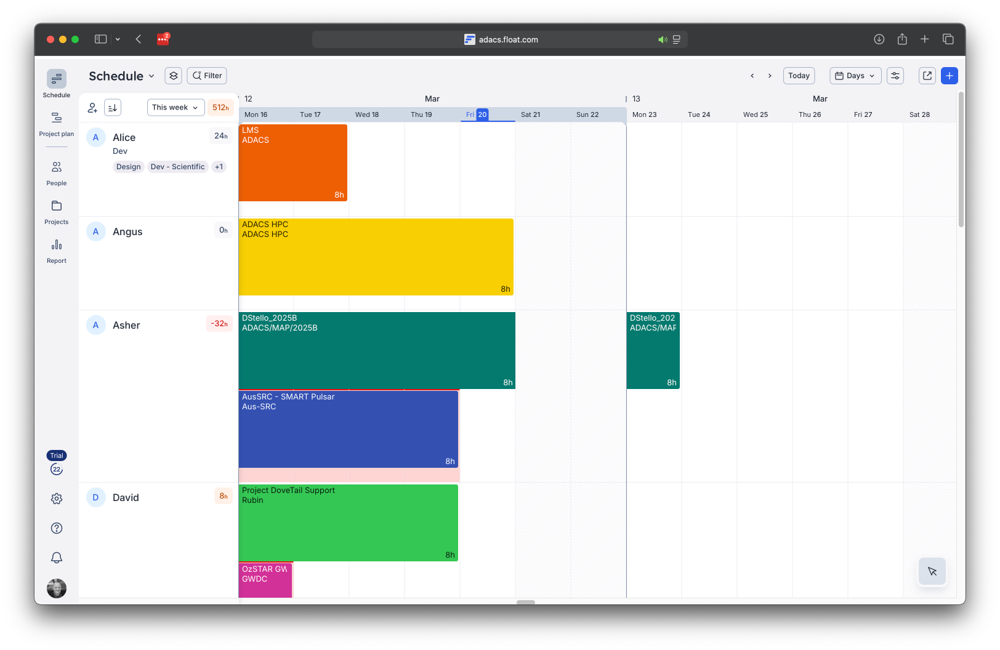 2
adacs.float.com
Schedule
Filter
Today
Days
Schedule
Project plan
People
Projects
Report
Trial
22
This week
512h
12
Mar
13
Mar
Mon 16
Tue 17
Wed 18
Thu 19
Fri 20
Sat 21
Sun 22
Mon 23
Tue 24
Wed 25
Thu 26
Fri 27
Sat 28
A
Alice
24h
Dev
Design
Dev - Scientific
+1
LMS
ADACS
8h
A
Angus
0h
ADACS HPC
ADACS HPC
8h
A
Asher
-32h
DStello_2025B
ADACS/MAP/2025B
8h
DStello_202
ADACS/MAP
8h
AusSRC - SMART Pulsar
Aus-SRC
8h
D
David
8h
Project DoveTail Support
Rubin
8h
OzSTAR GW
GWDC